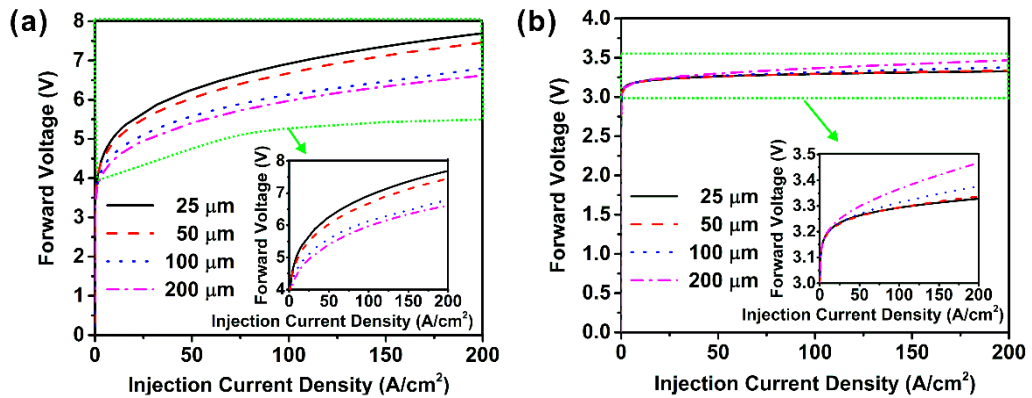 (a)
8
7
6
5
4
3
2
1
0
Forward Voltage (V)
0 50 100 150 200
Injection Current Density (A/cm²)
25 μm
50 μm
100 μm
200 μm
8
7
6
5
4
Forward Voltage (V)
0 50 100 150 200
Injection Current Density (A/cm²)
(b)
4.0
3.5
3.0
2.5
2.0
1.5
1.0
0.5
0.0
Forward Voltage (V)
0 50 100 150 200
Injection Current Density (A/cm²)
25 μm
50 μm
100 μm
200 μm
3.5
3.4
3.3
3.2
3.1
3.0
Forward Voltage (V)
0 50 100 150 200
Injection Current Density (A/cm²)